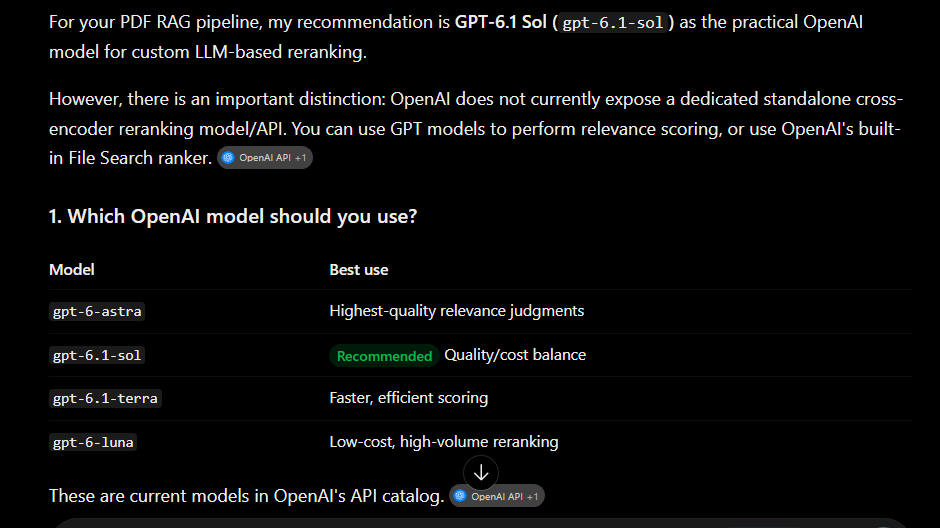 For your PDF RAG pipeline, my recommendation is GPT-6.1 Sol (gpt-6.1-sol) as the practical OpenAI
model for custom LLM-based reranking.
However, there is an important distinction: OpenAI does not currently expose a dedicated standalone cross-
encoder reranking model/API. You can use GPT models to perform relevance scoring, or use OpenAI's built-
in File Search ranker. OpenAI API +1
1. Which OpenAI model should you use?
Model Best use
gpt-6-astra Highest-quality relevance judgments
gpt-6.1-sol Recommended Quality/cost balance
gpt-6.1-terra Faster, efficient scoring
gpt-6-luna Low-cost, high-volume reranking
These are current models in OpenAI's API catalog. OpenAI API +1